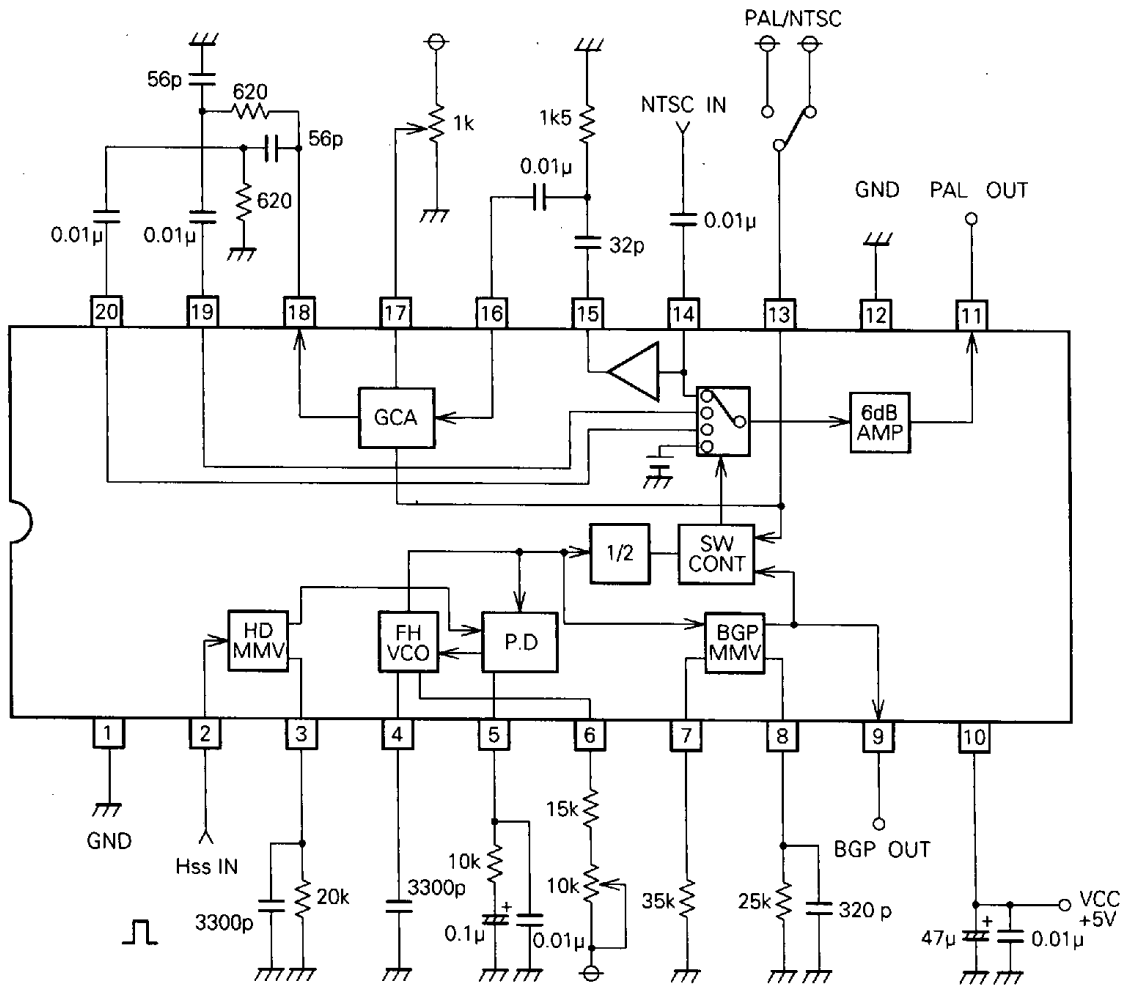 PAL/NTSC
56p
620
1k
1k5
NTSC IN
56p
0.01μ
GND
PAL OUT
620
0.01μ
0.01μ
32p
0.01μ
20
19
18
17
16
15
14
13
12
11
GCA
6dB
AMP
1/2
SW
CONT
HD
MMV
FH
VCO
P.D
BGP
MMV
1
2
3
4
5
6
7
8
9
10
GND
Hss IN
15k
BGP OUT
3300p
20k
3300p
10k
+
0.1μ
0.01μ
10k
35k
25k
320 p
VCC
+5V
47μ
+
0.01μ